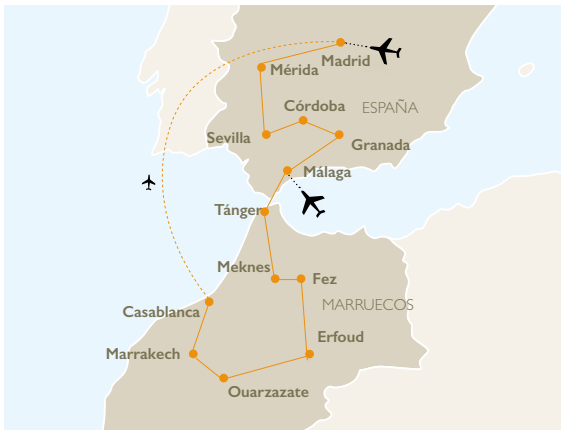 Madrid
Mérida
Córdoba
ESPAÑA
Sevilla
Granada
Málaga
Tánger
Meknes
Fez
MARRUECOS
Casablanca
Erfoud
Marrakech
Ouarzazate